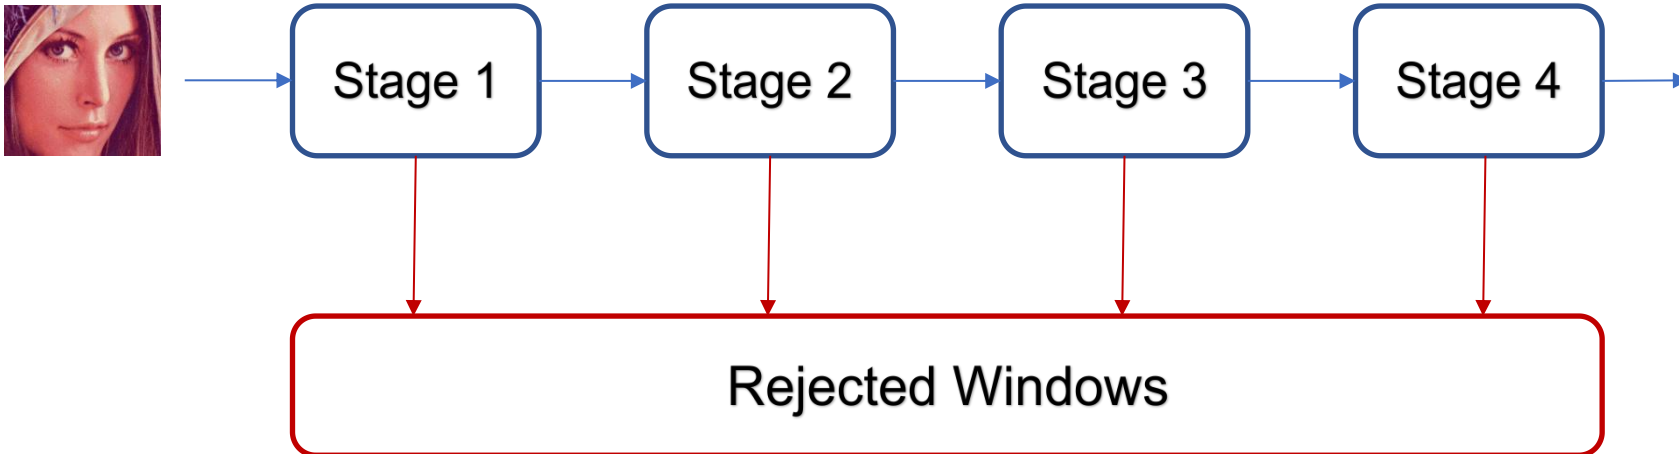 Stage 1
Stage 2
Stage 3
Stage 4
Rejected Windows